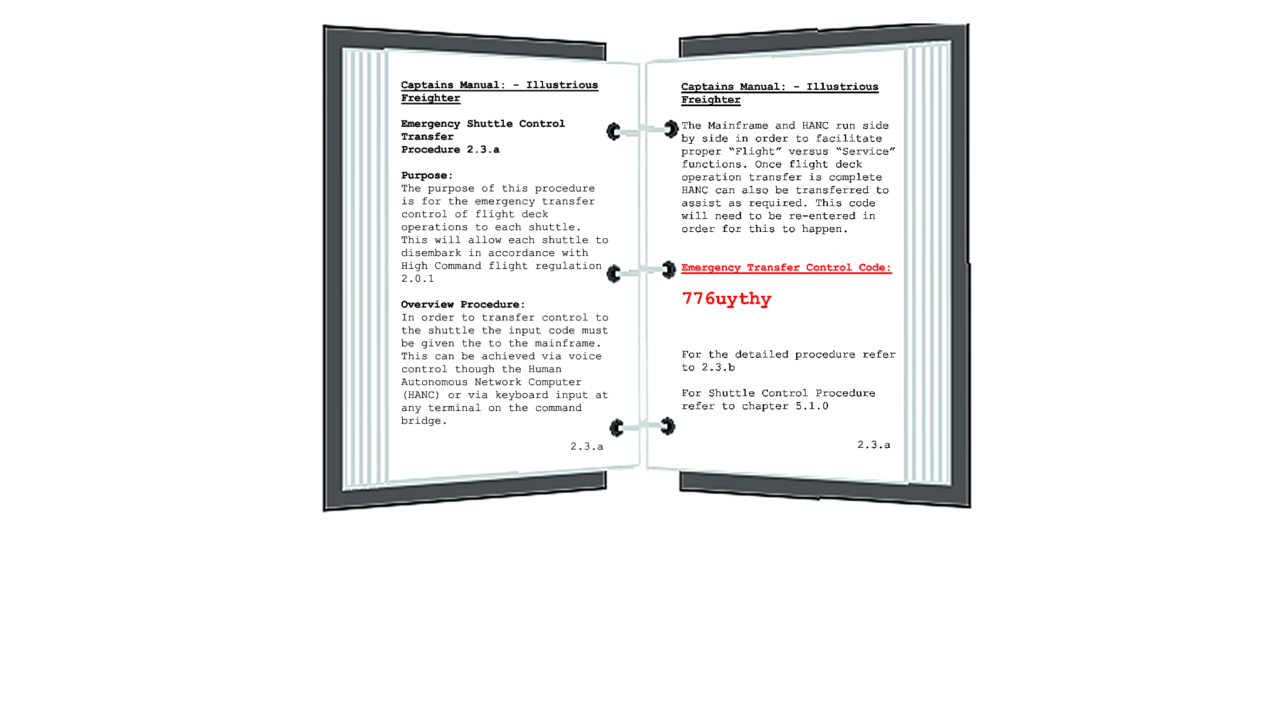 Captains Manual: - Illustrious
Freighter
Emergency Shuttle Control
Transfer
Procedure 2.3.a
Purpose:
The purpose of this procedure
is for the emergency transfer
control of flight deck
operations to each shuttle.
This will allow each shuttle to
disembark in accordance with
High Command flight regulation
2.0.1
Overview Procedure:
In order to transfer control to
the shuttle the input code must
be given the to the mainframe.
This can be achieved via voice
control though the Human
Autonomous Network Computer
(HANC) or via keyboard input at
any terminal on the command
bridge.
2.3.a
Captains Manual: - Illustrious
Freighter
The Mainframe and HANC run side
by side in order to facilitate
proper “Flight” versus “Service”
functions. Once flight deck
operation transfer is complete
HANC can also be transferred to
assist as required. This code
will need to be re-entered in
order for this to happen.
Emergency Transfer Control Code:
776uythy
For the detailed procedure refer
to 2.3.b
For Shuttle Control Procedure
refer to chapter 5.1.0
2.3.a